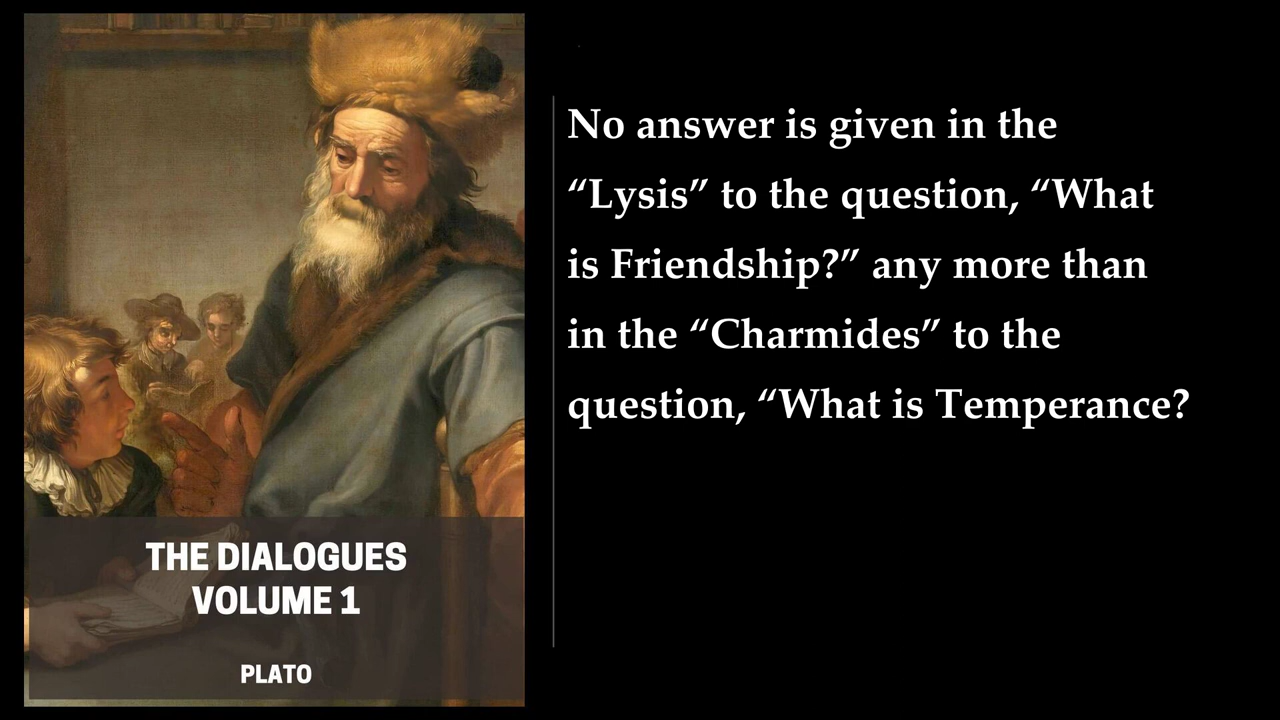 No answer is given in the
“Lysis” to the question, “What
is Friendship?” any more than
in the “Charmides” to the
question, “What is Temperance?
THE DIALOGUES
VOLUME 1
PLATO